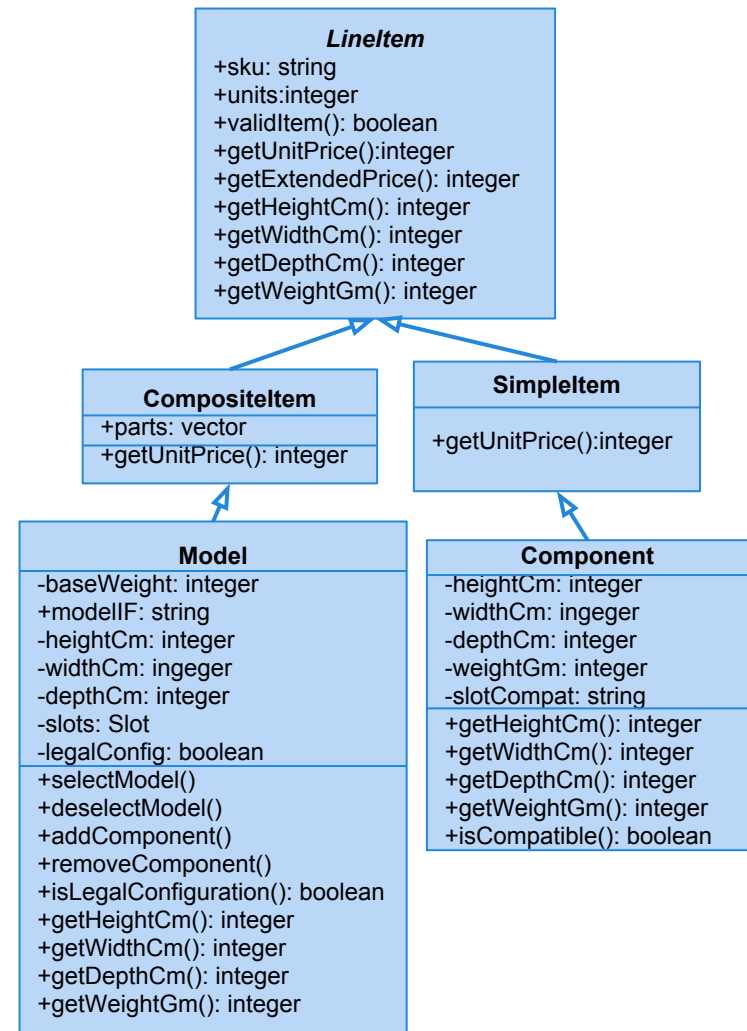 LineItem
+sku: string
+units:integer
+validItem(): boolean
+getUnitPrice():integer
+getExtendedPrice(): integer
+getHeightCm(): integer
+getWidthCm(): integer
+getDepthCm(): integer
+getWeightGm(): integer
CompositeItem
+parts: vector
+getUnitPrice(): integer
SimpleItem
+getUnitPrice():integer
Model
-baseWeight: integer
+modelIF: string
-heightCm: integer
-widthCm: ingeger
-depthCm: integer
-slots: Slot
-legalConfig: boolean
+selectModel()
+deselectModel()
+addComponent()
+removeComponent()
+isLegalConfiguration(): boolean
+getHeightCm(): integer
+getWidthCm(): integer
+getDepthCm(): integer
+getWeightGm(): integer
Component
-heightCm: integer
-widthCm: ingeger
-depthCm: integer
-weightGm: integer
-slotCompat: string
+getHeightCm(): integer
+getWidthCm(): integer
+getDepthCm(): integer
+getWeightGm(): integer
+isCompatible(): boolean